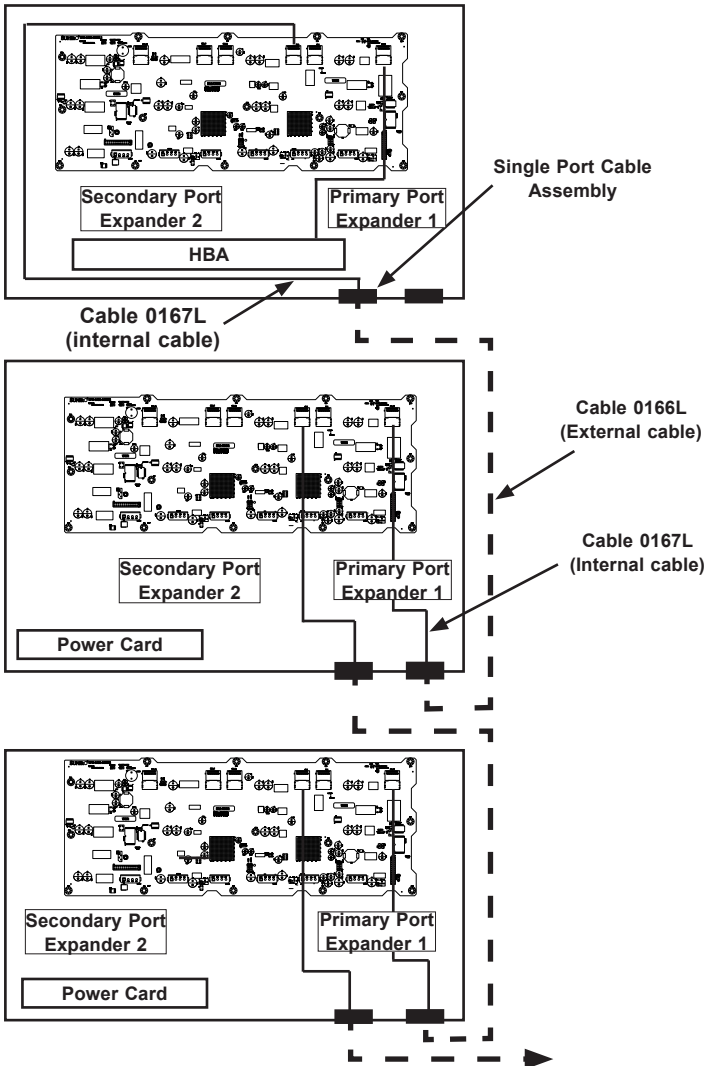 Single Port Cable
Assembly
Secondary Port
Expander 2
Primary Port
Expander 1
HBA
Cable 0167L
(internal cable)
Cable 0166L
(External cable)
Cable 0167L
(Internal cable)
Secondary Port
Expander 2
Primary Port
Expander 1
Power Card
Secondary Port
Expander 2
Primary Port
Expander 1
Power Card